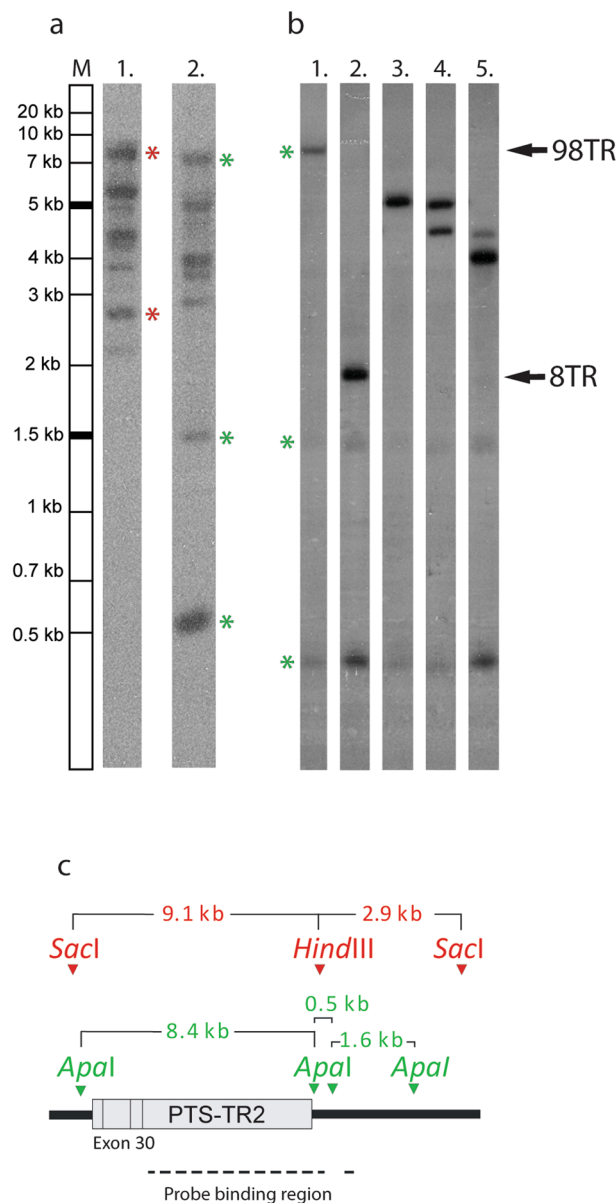 a
b
M 1. 2. 1. 2. 3. 4. 5.
20 kb
10 kb
7 kb
* * * 98TR
5 kb
4 kb
3 kb
*
2 kb
8TR
1.5 kb
* *
1 kb
0.7 kb
0.5 kb
* *
c
9.1 kb 2.9 kb
SacI HindIII SacI
0.5 kb
8.4 kb 1.6 kb
ApaI ApaI ApaI
PTS-TR2
Exon 30
Probe binding region